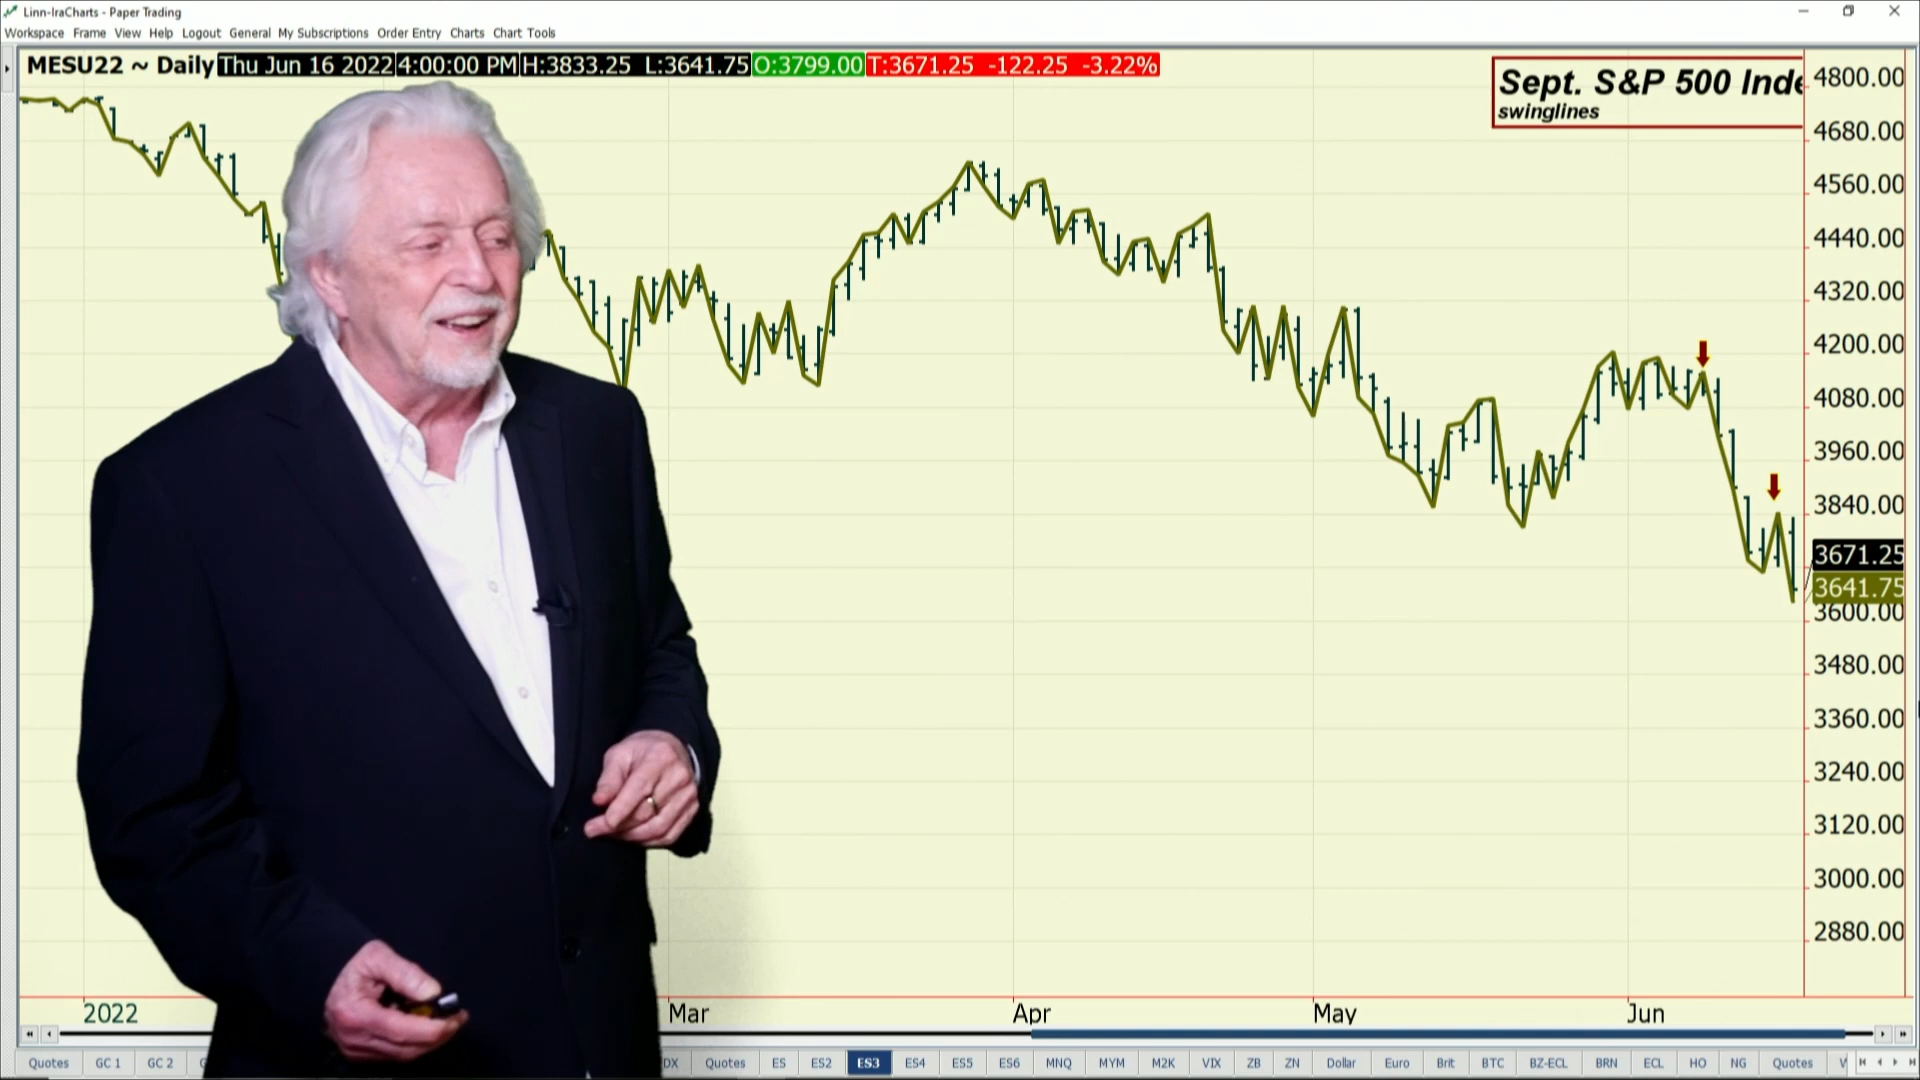 Linn-IraCharts - Paper Trading
Workspace Frame View Help Logout General My Subscriptions Order Entry Charts Chart Tools
MESU22 ~ Daily Thu Jun 16 2022 4:00:00 PM H:3833.25 L:3641.75 O:3799.00 T:3671.25 -122.25 -3.22%
Sept. S&P 500 Inde
swinglines
4800.00
4680.00
4560.00
4440.00
4320.00
4200.00
4080.00
3960.00
3840.00
3671.25
3641.75
3600.00
3480.00
3360.00
3240.00
3120.00
3000.00
2880.00
2022 Mar Apr May Jun
Quotes GC 1 GC 2 DX Quotes ES ES2 ES3 ES4 ES5 ES6 MNQ MYM M2K VIX ZB ZN Dollar Euro Brit BTC BZ-ECL BRN ECL HO NG Quotes